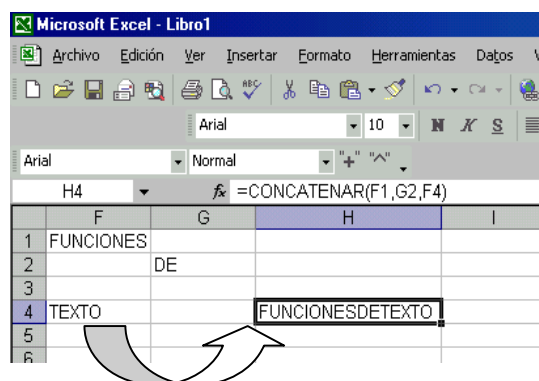 Microsoft Excel - Libro1
Archivo Edición Ver Insertar Formato Herramientas Datos
ABC
Arial 10 N K S
Arial Normal "+" "^"
H4 fx =CONCATENAR(F1,G2,F4)
F G H I
1 FUNCIONES
2 DE
3
4 TEXTO FUNCIONESDETEXTO
5
6